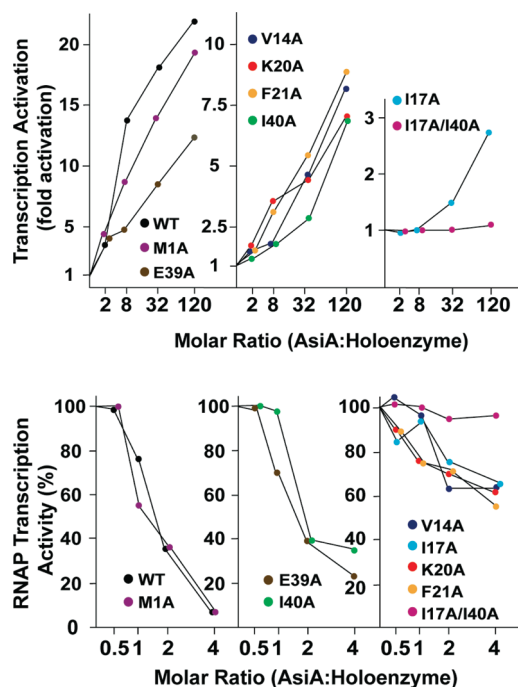 Transcription Activation
(fold activation)
20
15
10
5
1
WT
M1A
E39A
2 8 32 120
10
7.5
5
2.5
1
V14A
K20A
F21A
I40A
2 8 32 120
3
2
1
I17A
I17A/I40A
2 8 32 120
Molar Ratio (AsiA:Holoenzyme)
RNAP Transcription
Activity (%)
100
80
60
40
20
0
WT
M1A
0.5 1 2 4
100
80
60
40
20
E39A
I40A
0.5 1 2 4
100
80
60
40
20
V14A
I17A
K20A
F21A
I17A/I40A
0.5 1 2 4
Molar Ratio (AsiA:Holoenzyme)